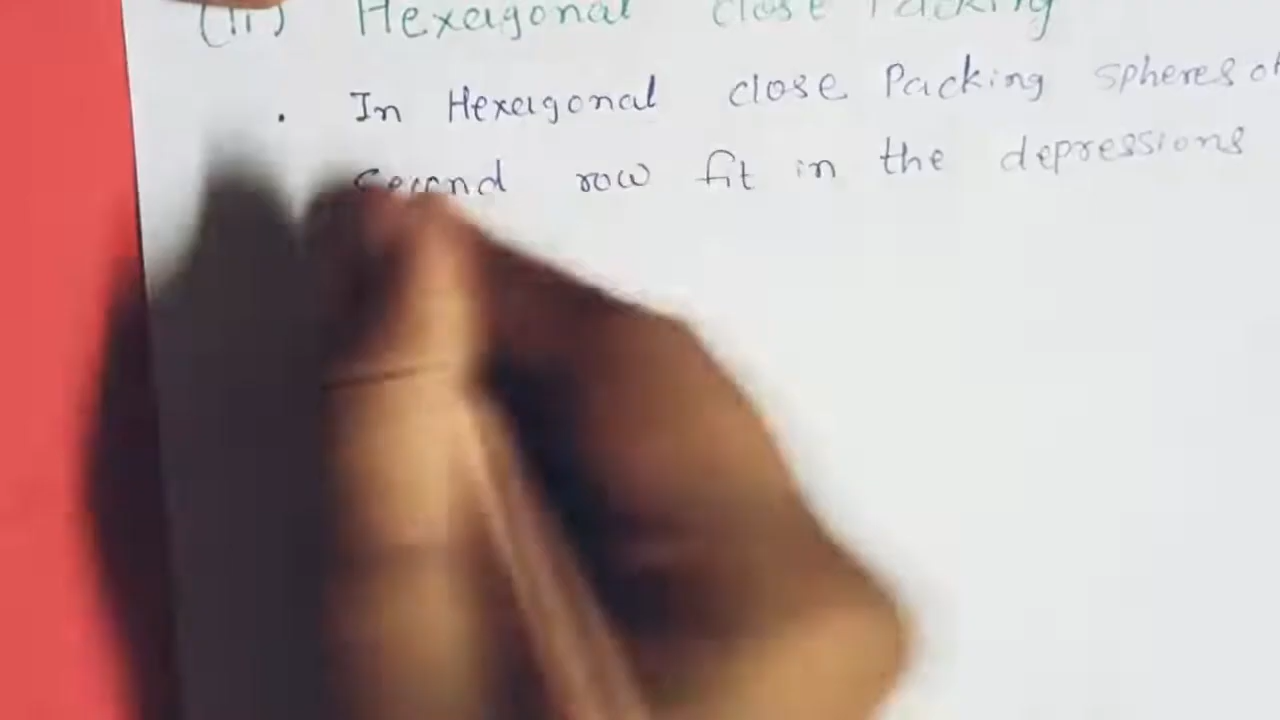 (ii) Hexagonal close Packing
. In Hexagonal close Packing spheres of
Second row fit in the depressions